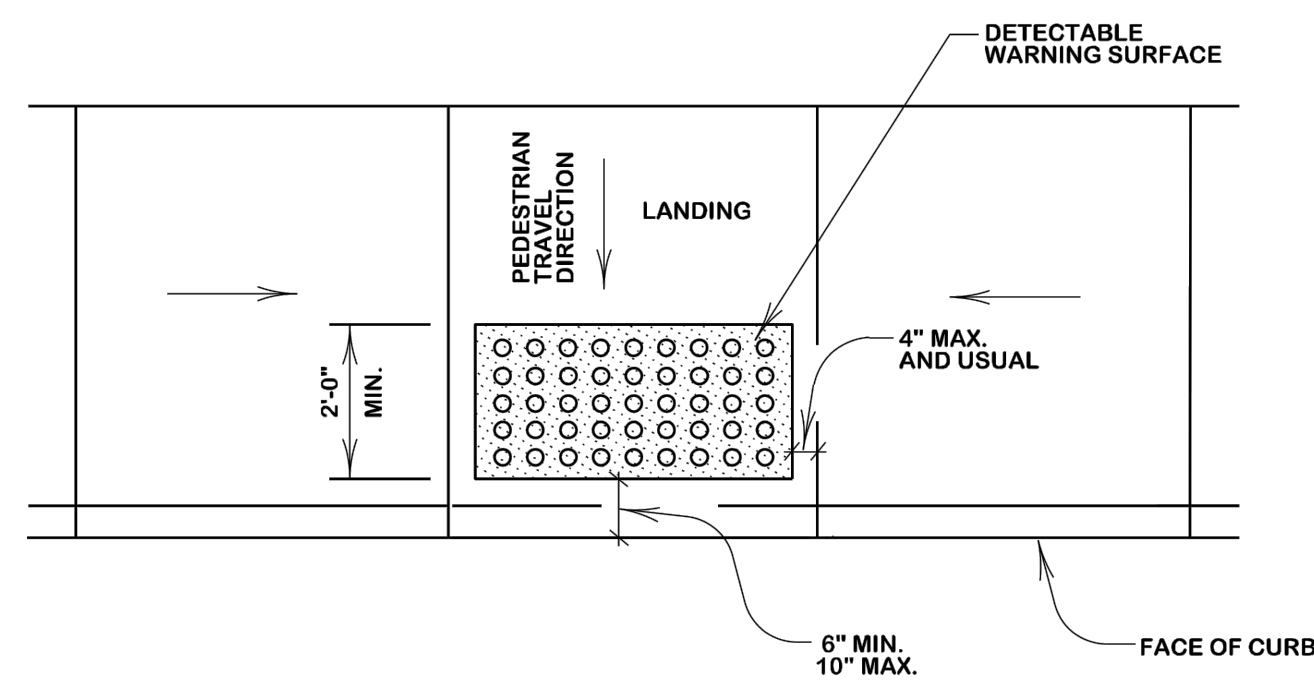 DETECTABLE
WARNING SURFACE
PEDESTRIAN
TRAVEL
DIRECTION
LANDING
4" MAX.
AND USUAL
2'-0"
MIN.
6" MIN.
10" MAX.
FACE OF CURB